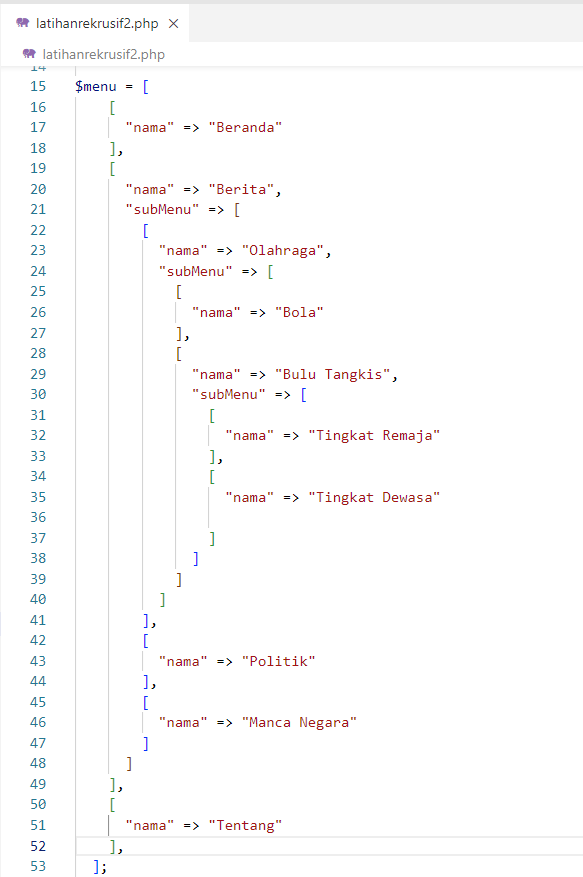 latihanrekrusif2.php
latihanrekrusif2.php
14
15 $menu = [
16 [
17 "nama" => "Beranda"
18 ],
19 [
20 "nama" => "Berita",
21 "subMenu" => [
22 [
23 "nama" => "Olahraga",
24 "subMenu" => [
25 [
26 "nama" => "Bola"
27 ],
28 [
29 "nama" => "Bulu Tangkis",
30 "subMenu" => [
31 [
32 "nama" => "Tingkat Remaja"
33 ],
34 [
35 "nama" => "Tingkat Dewasa"
36
37 ]
38 ]
39 ]
40 ]
41 ],
42 [
43 "nama" => "Politik"
44 ],
45 [
46 "nama" => "Manca Negara"
47 ]
48 ]
49 ],
50 [
51 "nama" => "Tentang"
52 ],
53 ];